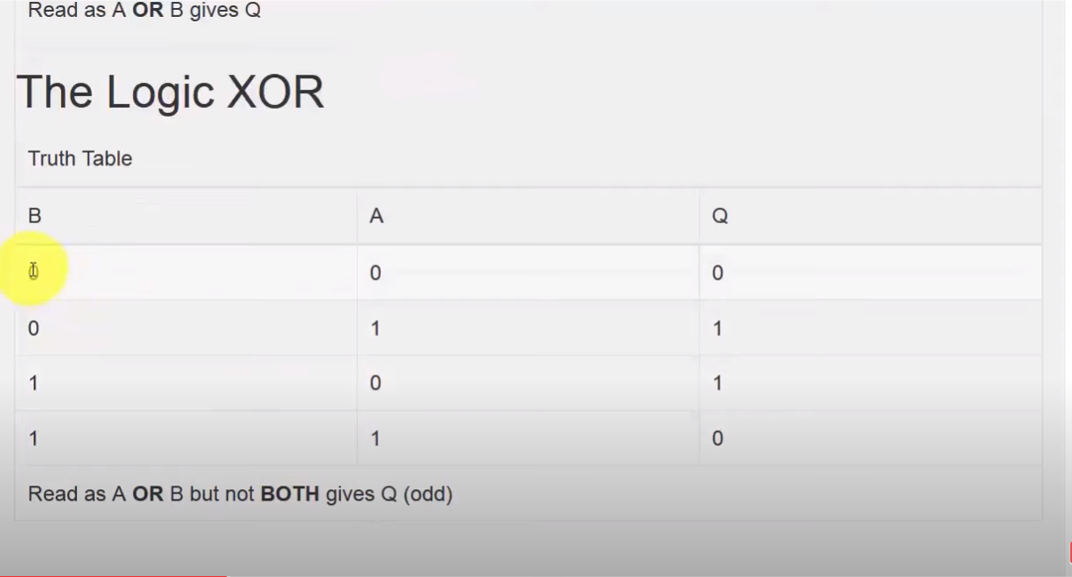 Read as A OR B gives Q
The Logic XOR
Truth Table
B A Q
0 0 0
0 1 1
1 0 1
1 1 0
Read as A OR B but not BOTH gives Q (odd)